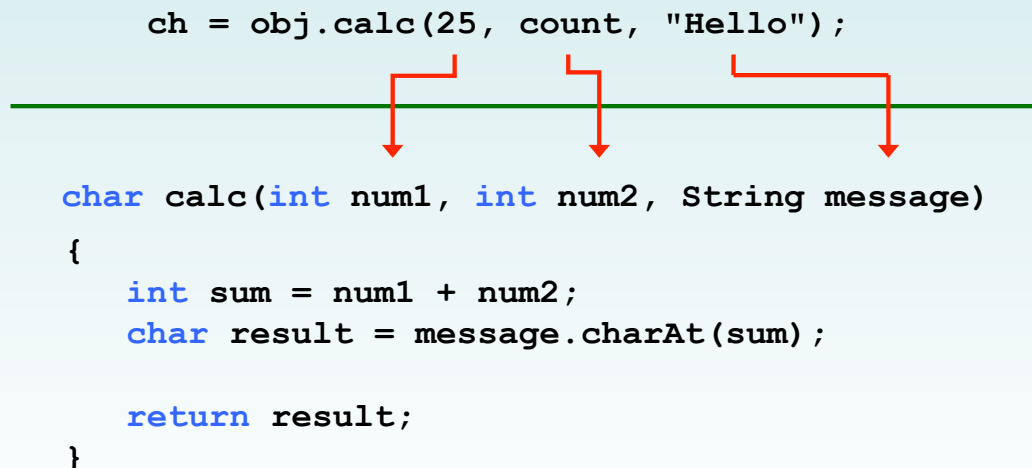 ch = obj.calc(25, count, "Hello");
char calc(int num1, int num2, String message)
{
int sum = num1 + num2;
char result = message.charAt(sum);
return result;
}